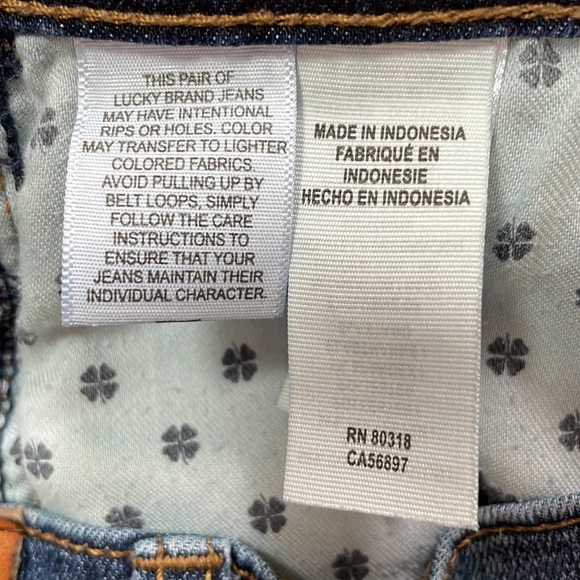 THIS PAIR OF
LUCKY BRAND JEANS
MAY HAVE INTENTIONAL
RIPS OR HOLES. COLOR
MAY TRANSFER TO LIGHTER
COLORED FABRICS.
AVOID PULLING UP BY
BELT LOOPS, SIMPLY
FOLLOW THE CARE
INSTRUCTIONS TO
ENSURE THAT YOUR
JEANS MAINTAIN THEIR
INDIVIDUAL CHARACTER.
MADE IN INDONESIA
FABRIQUÉ EN
INDONESIE
HECHO EN INDONESIA
RN 80318
CA56897